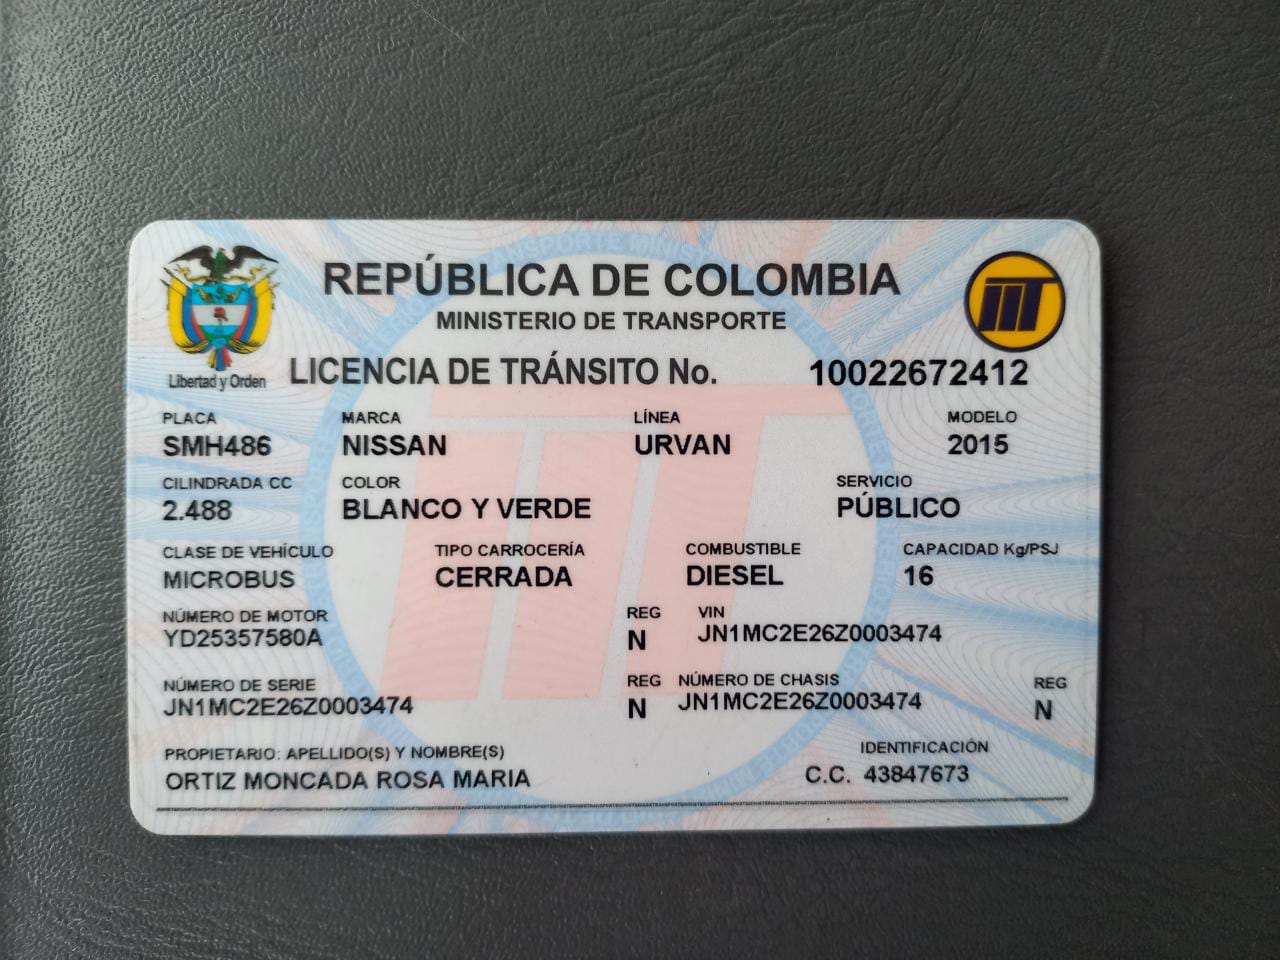 REPÚBLICA DE COLOMBIA
MINISTERIO DE TRANSPORTE
Libertad y Orden
LICENCIA DE TRÁNSITO No. 10022672412
PLACA MARCA LÍNEA MODELO
SMH486 NISSAN URVAN 2015
CILINDRADA CC COLOR SERVICIO
2.488 BLANCO Y VERDE PÚBLICO
CLASE DE VEHÍCULO TIPO CARROCERÍA COMBUSTIBLE CAPACIDAD Kg/PSJ
MICROBUS CERRADA DIESEL 16
NÚMERO DE MOTOR REG VIN
YD25357580A N JN1MC2E26Z0003474
NÚMERO DE SERIE REG NÚMERO DE CHASIS REG
JN1MC2E26Z0003474 N JN1MC2E26Z0003474 N
PROPIETARIO: APELLIDO(S) Y NOMBRE(S) IDENTIFICACIÓN
ORTIZ MONCADA ROSA MARIA C.C. 43847673